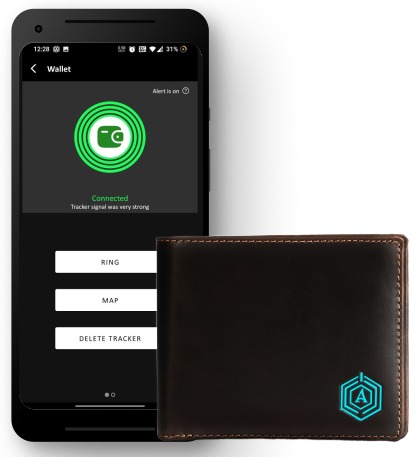 12:28 31%
Wallet
Alert is on ?
Connected
Tracker signal was very strong
RING
MAP
DELETE TRACKER
A